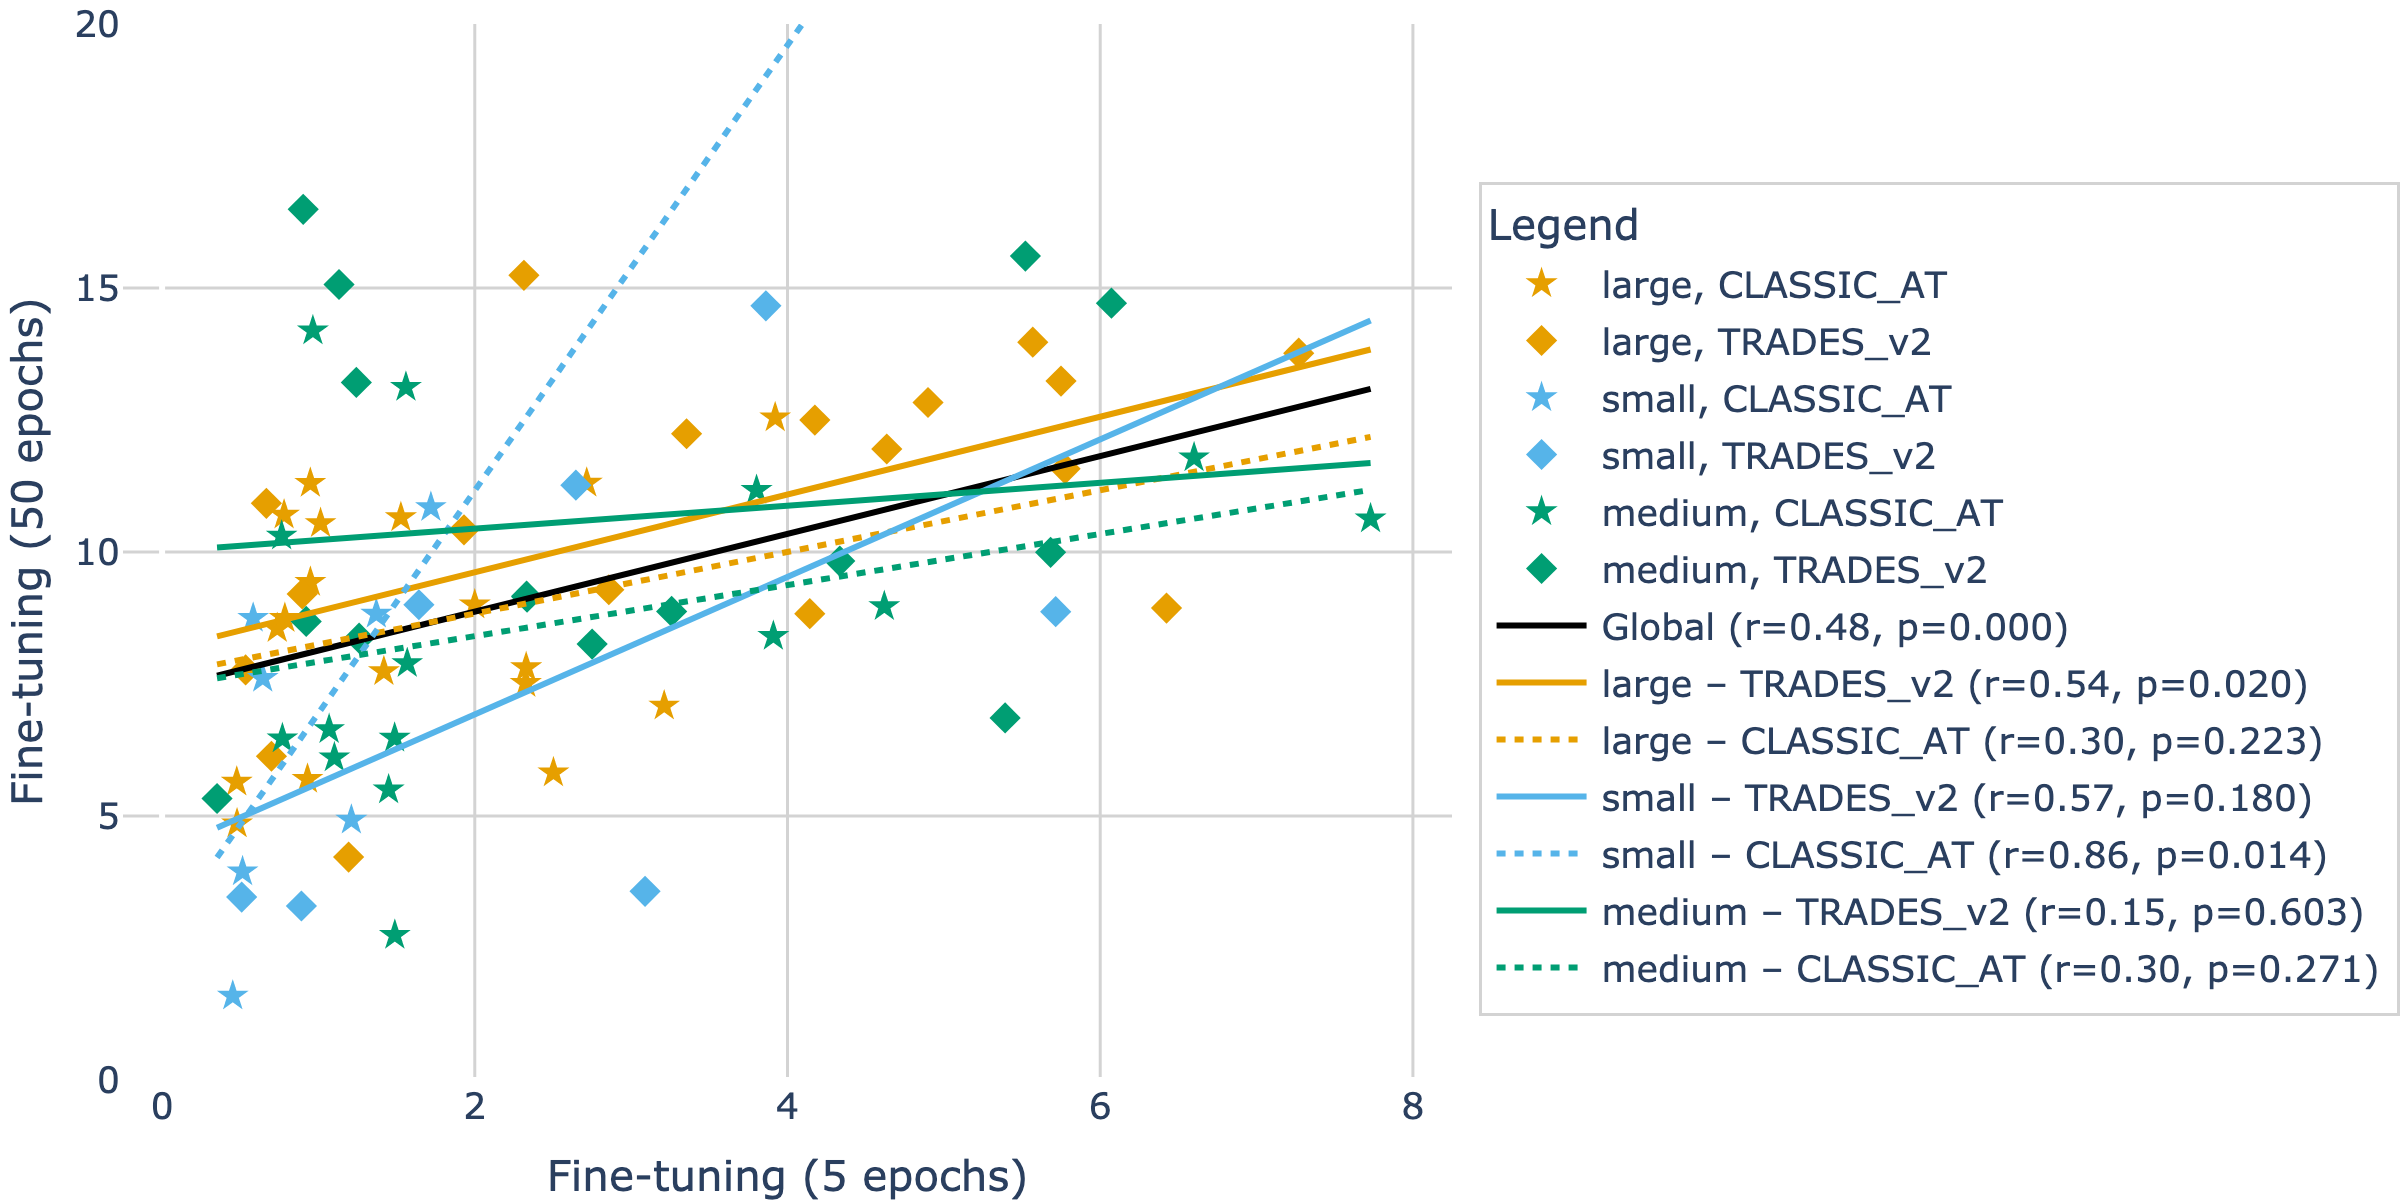 20
15
10
5
0
0 2 4 6 8
Fine-tuning (50 epochs)
Fine-tuning (5 epochs)
Legend
large, CLASSIC_AT
large, TRADES_v2
small, CLASSIC_AT
small, TRADES_v2
medium, CLASSIC_AT
medium, TRADES_v2
Global (r=0.48, p=0.000)
large – TRADES_v2 (r=0.54, p=0.020)
large – CLASSIC_AT (r=0.30, p=0.223)
small – TRADES_v2 (r=0.57, p=0.180)
small – CLASSIC_AT (r=0.86, p=0.014)
medium – TRADES_v2 (r=0.15, p=0.603)
medium – CLASSIC_AT (r=0.30, p=0.271)